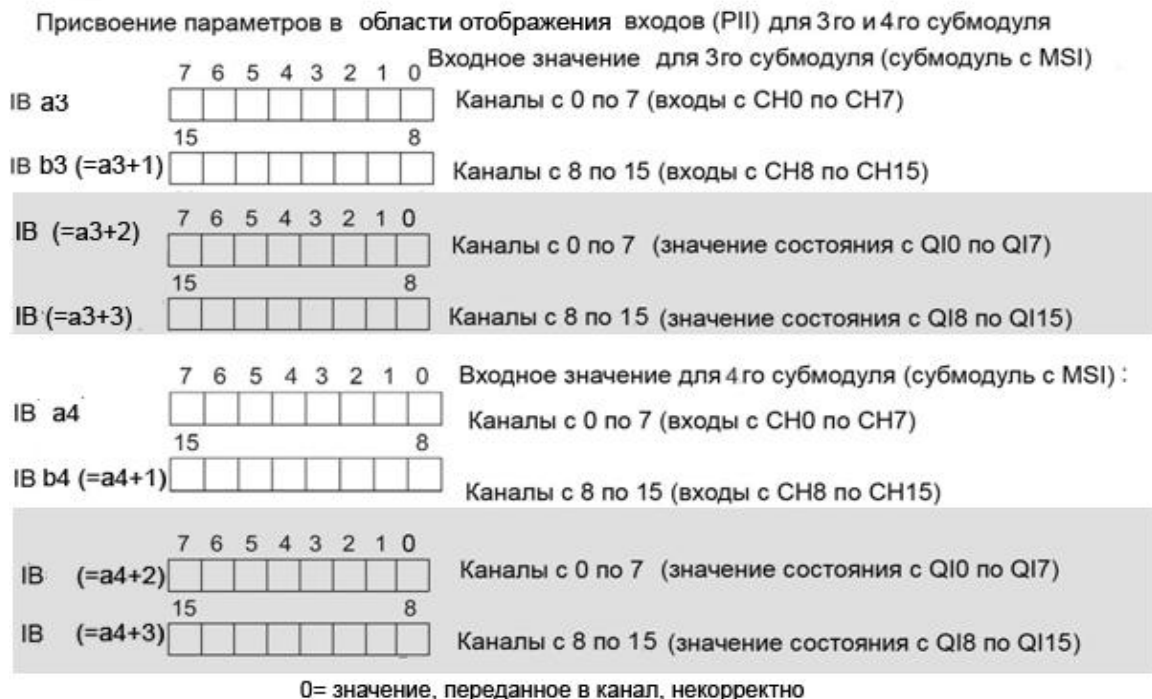 Присвоение параметров в области отображения входов (PII) для 3го и 4го субмодуля
7 6 5 4 3 2 1 0 Входное значение для 3го субмодуля (субмодуль с MSI)
IB a3 Каналы с 0 по 7 (входы с CH0 по CH7)
15 8
IB b3 (=a3+1) Каналы с 8 по 15 (входы с CH8 по CH15)
7 6 5 4 3 2 1 0
IB (=a3+2) Каналы с 0 по 7 (значение состояния с QI0 по QI7)
15 8
IB (=a3+3) Каналы с 8 по 15 (значение состояния с QI8 по QI15)
7 6 5 4 3 2 1 0 Входное значение для 4го субмодуля (субмодуль с MSI) :
IB a4 Каналы с 0 по 7 (входы с CH0 по CH7)
15 8
IB b4 (=a4+1) Каналы с 8 по 15 (входы с CH8 по CH15)
7 6 5 4 3 2 1 0
IB (=a4+2) Каналы с 0 по 7 (значение состояния с QI0 по QI7)
15 8
IB (=a4+3) Каналы с 8 по 15 (значение состояния с QI8 по QI15)
0= значение, переданное в канал, некорректно